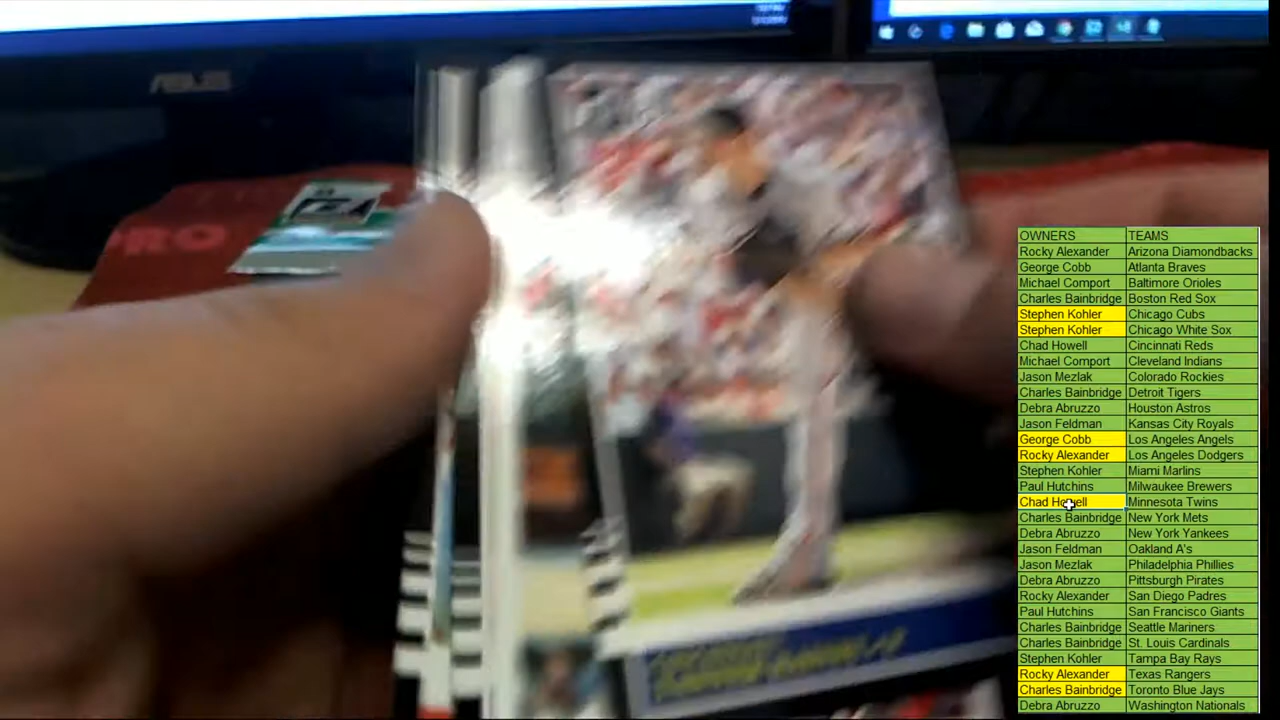 ASUS
PRO
OWNERS TEAMS
Rocky Alexander Arizona Diamondbacks
George Cobb Atlanta Braves
Michael Comport Baltimore Orioles
Charles Bainbridge Boston Red Sox
Stephen Kohler Chicago Cubs
Stephen Kohler Chicago White Sox
Chad Howell Cincinnati Reds
Michael Comport Cleveland Indians
Jason Mezlak Colorado Rockies
Charles Bainbridge Detroit Tigers
Debra Abruzzo Houston Astros
Jason Feldman Kansas City Royals
George Cobb Los Angeles Angels
Rocky Alexander Los Angeles Dodgers
Stephen Kohler Miami Marlins
Paul Hutchins Milwaukee Brewers
Chad Howell Minnesota Twins
Charles Bainbridge New York Mets
Debra Abruzzo New York Yankees
Jason Feldman Oakland A's
Jason Mezlak Philadelphia Phillies
Debra Abruzzo Pittsburgh Pirates
Rocky Alexander San Diego Padres
Paul Hutchins San Francisco Giants
Charles Bainbridge Seattle Mariners
Charles Bainbridge St. Louis Cardinals
Stephen Kohler Tampa Bay Rays
Rocky Alexander Texas Rangers
Charles Bainbridge Toronto Blue Jays
Debra Abruzzo Washington Nationals